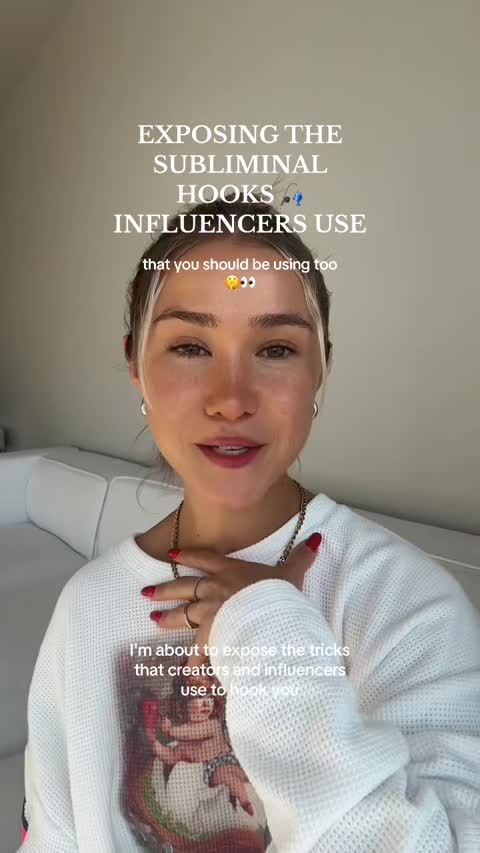 EXPOSING THE
SUBLIMINAL
HOOKS 🎣
INFLUENCERS USE
that you should be using too
🤫👀
I'm about to expose the tricks
that creators and influencers
use to hook you